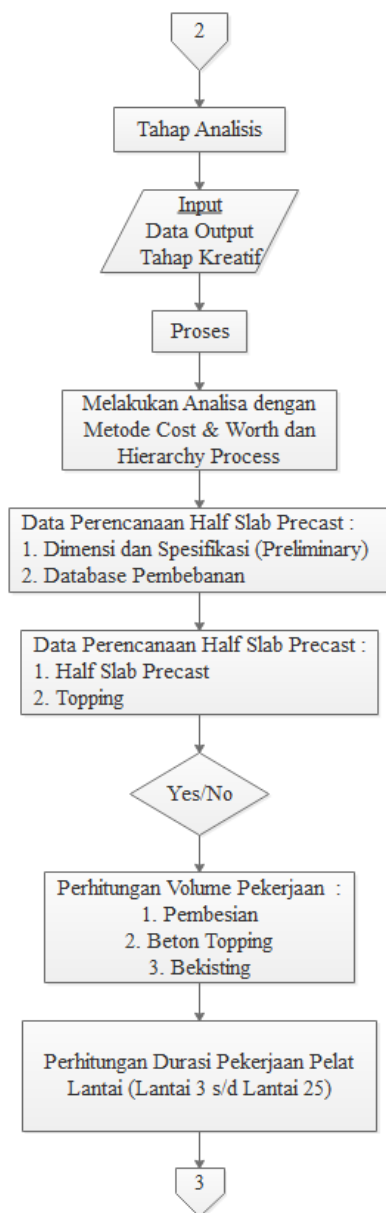 2
Tahap Analisis
Input
Data Output
Tahap Kreatif
Proses
Melakukan Analisa dengan
Metode Cost & Worth dan
Hierarchy Process
Data Perencanaan Half Slab Precast :
1. Dimensi dan Spesifikasi (Preliminary)
2. Database Pembebanan
Data Perencanaan Half Slab Precast :
1. Half Slab Precast
2. Topping
Yes/No
Perhitungan Volume Pekerjaan :
1. Pembesian
2. Beton Topping
3. Bekisting
Perhitungan Durasi Pekerjaan Pelat
Lantai (Lantai 3 s/d Lantai 25)
3